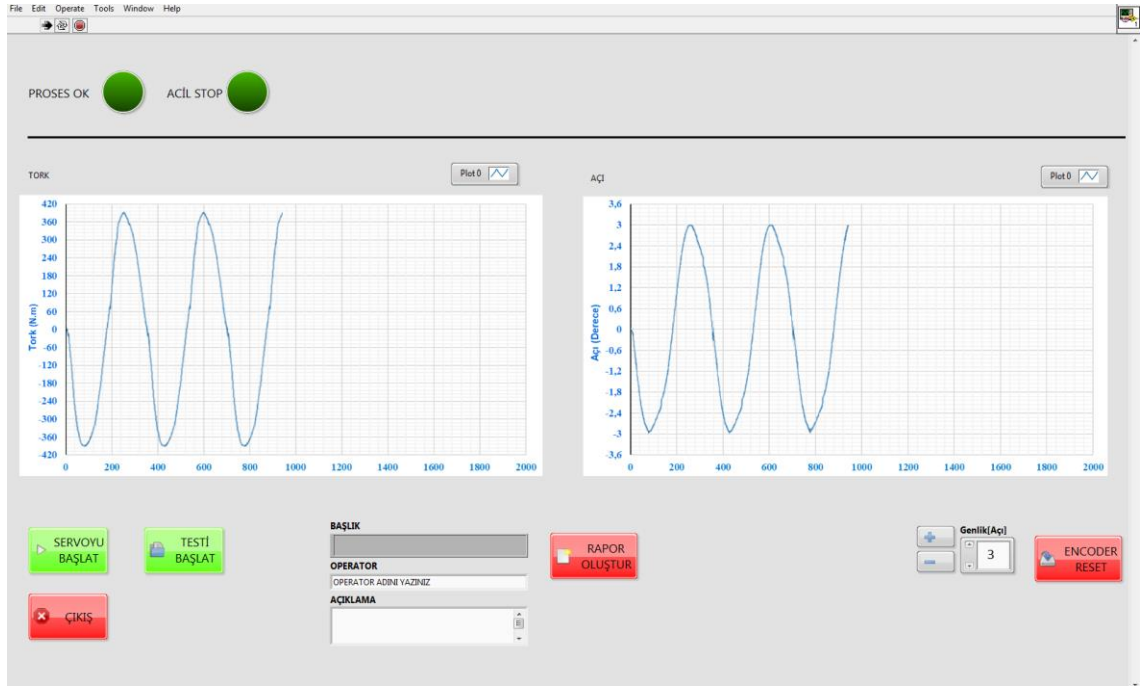 File Edit Operate Tools Window Help
1
PROSES OK
ACİL STOP
TORK
Plot 0
420
360
300
240
180
120
60
0
-60
-120
-180
-240
-300
-360
-420
Tork (N.m)
0 200 400 600 800 1000 1200 1400 1600 1800 2000
AÇI
Plot 0
3,6
3
2,4
1,8
1,2
0,6
0
-0,6
-1,2
-1,8
-2,4
-3
-3,6
Açı (Derece)
0 200 400 600 800 1000 1200 1400 1600 1800 2000
SERVOYU
BAŞLAT
TESTİ
BAŞLAT
ÇIKIŞ
BAŞLIK
OPERATOR
OPERATOR ADINI YAZINIZ
AÇIKLAMA
RAPOR
OLUŞTUR
Genlik[Açı]
3
ENCODER
RESET